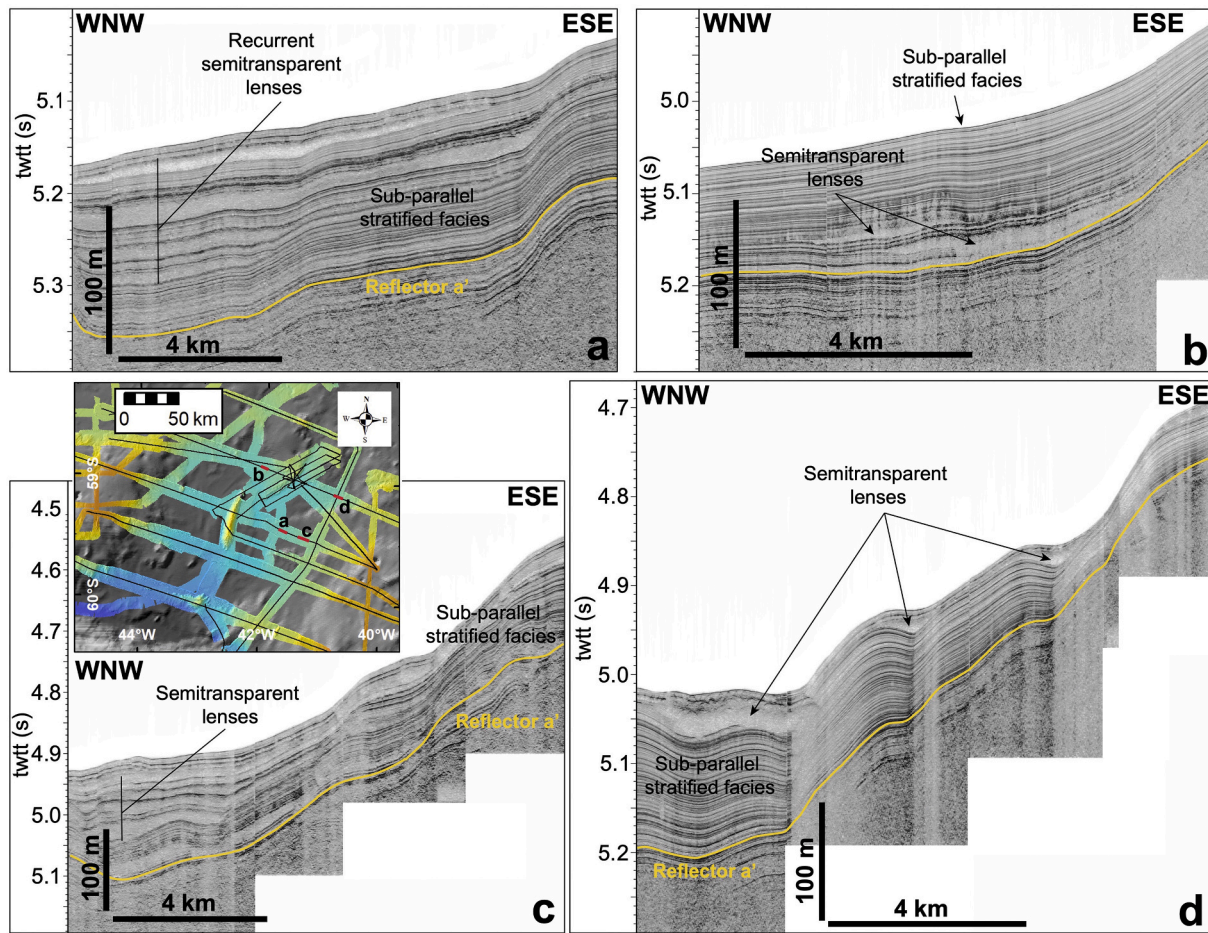 WNW
ESE
Recurrent
semitransparent
lenses
twtt (s)
5.1
5.2
5.3
100 m
4 km
Sub-parallel
stratified facies
Reflector a'
a
WNW
ESE
Sub-parallel
stratified facies
Semitransparent
lenses
twtt (s)
5.0
5.1
5.2
100 m
4 km
b
0 50 km
N
W E
S
59°S
60°S
44°W 42°W 40°W
b
a
c
d
WNW
ESE
Sub-parallel
stratified facies
Semitransparent
lenses
Reflector a'
twtt (s)
4.5
4.6
4.7
4.8
4.9
5.0
5.1
100 m
4 km
c
WNW
ESE
Semitransparent
lenses
twtt (s)
4.7
4.8
4.9
5.0
5.1
5.2
Sub-parallel
stratified facies
Reflector a'
100 m
4 km
d